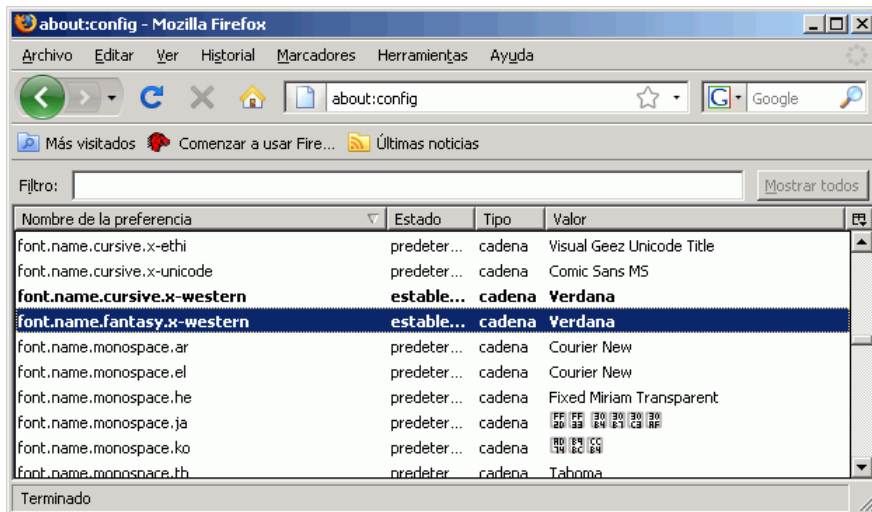 about:config - Mozilla Firefox
Archivo Editar Ver Historial Marcadores Herramientas Ayuda
about:config Google
Más visitados Comenzar a usar Fire... Últimas noticias
Filtro: Mostrar todos
Nombre de la preferencia Estado Tipo Valor
font.name.cursive.x-ethi predeter... cadena Visual Geez Unicode Title
font.name.cursive.x-unicode predeter... cadena Comic Sans MS
font.name.cursive.x-western estable... cadena Verdana
font.name.fantasy.x-western estable... cadena Verdana
font.name.monospace.ar predeter... cadena Courier New
font.name.monospace.el predeter... cadena Courier New
font.name.monospace.he predeter... cadena Fixed Miriam Transparent
font.name.monospace.ja predeter... cadena
font.name.monospace.ko predeter... cadena
font.name.monospace.th predeter cadena Tahoma
Terminado